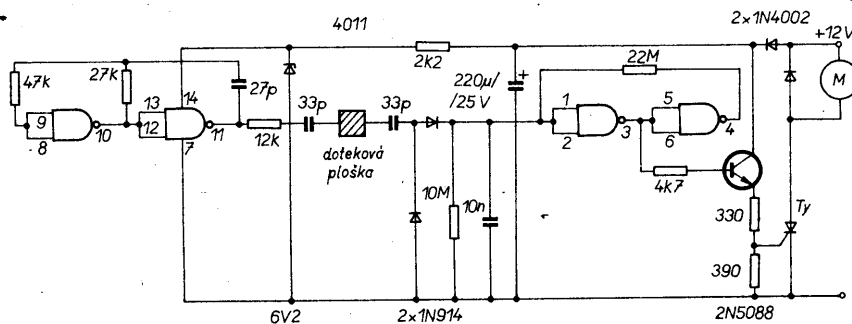 4011
2×1N4002
+12V
47k
27k
27p
14
2k2
220µ/
/25V
+
22M
M
33p
33p
9
8
10
13
12
11
7
12k
doteková
ploška
10M
10n
1
2
3
5
6
4
4k7
330
390
Ty
6V2
2×1N914
2N5088